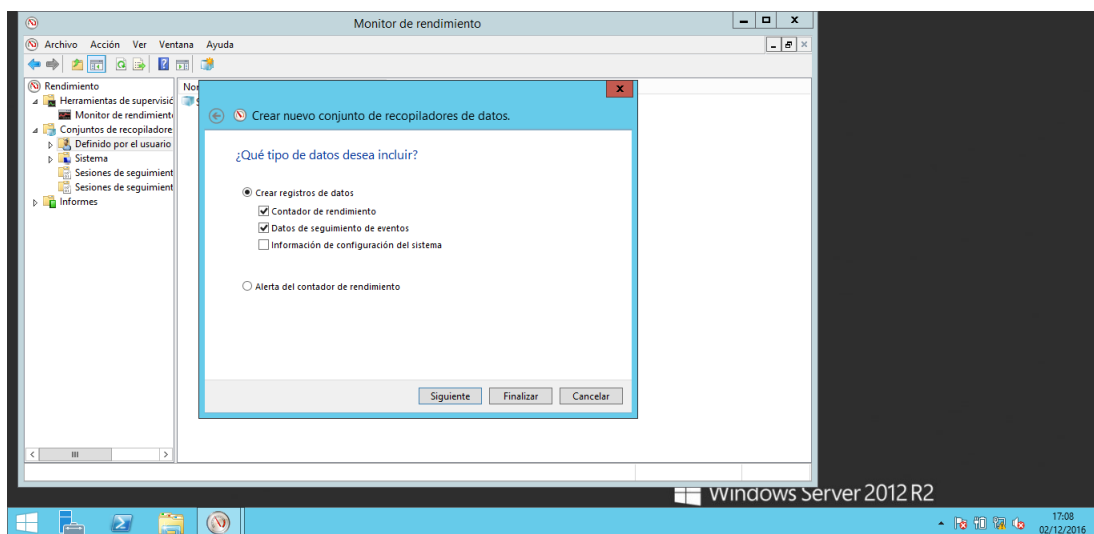 Monitor de rendimiento
Archivo Acción Ver Ventana Ayuda
Rendimiento
Herramientas de supervisió
Monitor de rendimiento
Conjuntos de recopiladore
Definido por el usuario
Sistema
Sesiones de seguimient
Sesiones de seguimient
Informes
Crear nuevo conjunto de recopiladores de datos.
¿Qué tipo de datos desea incluir?
Crear registros de datos
Contador de rendimiento
Datos de seguimiento de eventos
Información de configuración del sistema
Alerta del contador de rendimiento
Siguiente Finalizar Cancelar
Windows Server 2012 R2
17:08
02/12/2016